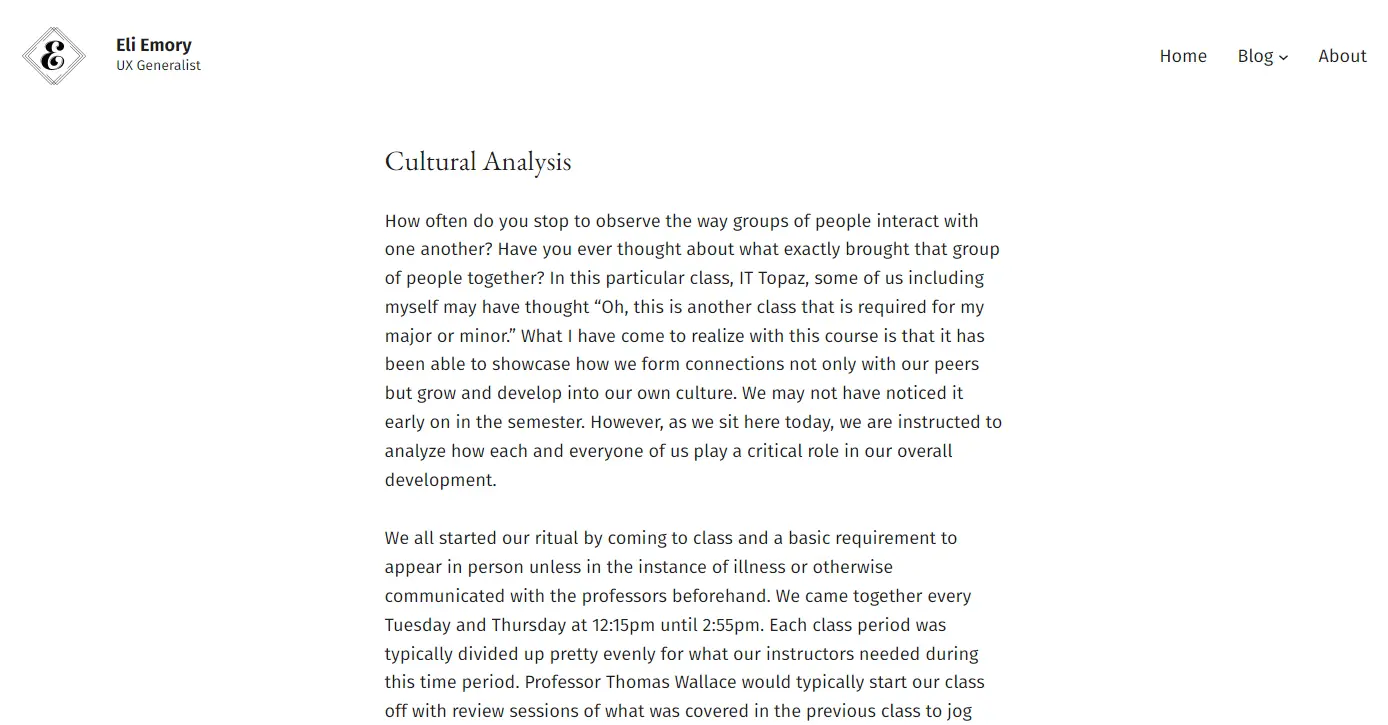 E
Eli Emory
UX Generalist
Home Blog About
Cultural Analysis
How often do you stop to observe the way groups of people interact with
one another? Have you ever thought about what exactly brought that group
of people together? In this particular class, IT Topaz, some of us including
myself may have thought “Oh, this is another class that is required for my
major or minor.” What I have come to realize with this course is that it has
been able to showcase how we form connections not only with our peers
but grow and develop into our own culture. We may not have noticed it
early on in the semester. However, as we sit here today, we are instructed to
analyze how each and everyone of us play a critical role in our overall
development.
We all started our ritual by coming to class and a basic requirement to
appear in person unless in the instance of illness or otherwise
communicated with the professors beforehand. We came together every
Tuesday and Thursday at 12:15pm until 2:55pm. Each class period was
typically divided up pretty evenly for what our instructors needed during
this time period. Professor Thomas Wallace would typically start our class
off with review sessions of what was covered in the previous class to jog